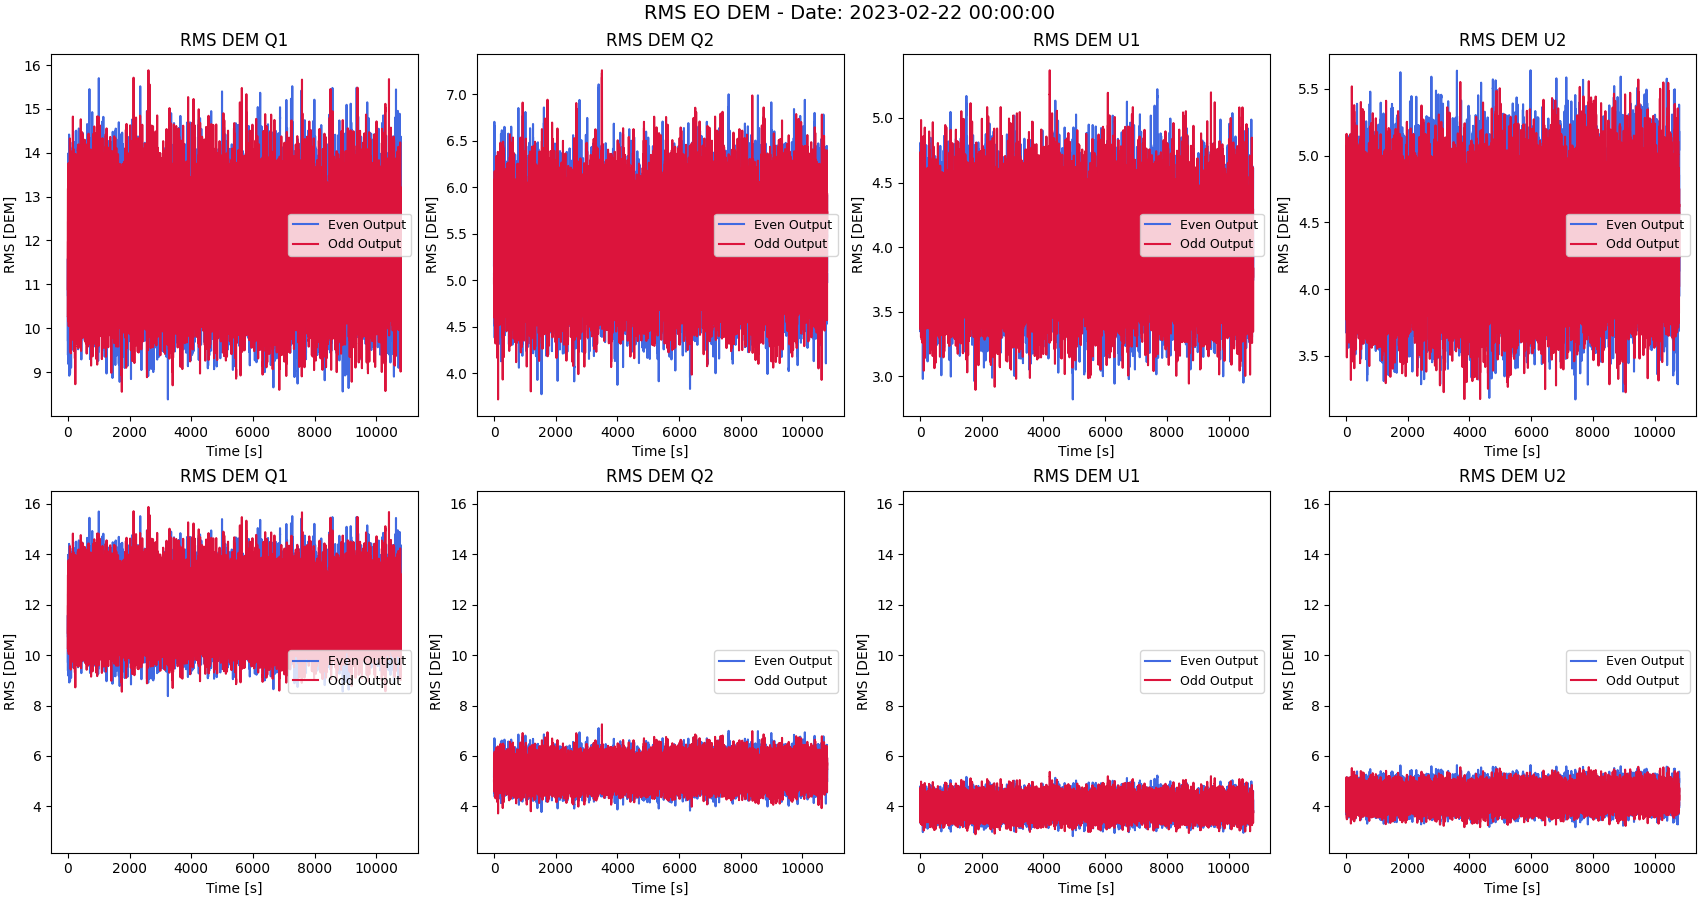 RMS EO DEM - Date: 2023-02-22 00:00:00
RMS DEM Q1
RMS [DEM]
16
15
14
13
12
11
10
9
0 2000 4000 6000 8000 10000
Time [s]
Even Output
Odd Output
RMS DEM Q2
RMS [DEM]
7.0
6.5
6.0
5.5
5.0
4.5
4.0
0 2000 4000 6000 8000 10000
Time [s]
Even Output
Odd Output
RMS DEM U1
RMS [DEM]
5.0
4.5
4.0
3.5
3.0
0 2000 4000 6000 8000 10000
Time [s]
Even Output
Odd Output
RMS DEM U2
RMS [DEM]
5.5
5.0
4.5
4.0
3.5
0 2000 4000 6000 8000 10000
Time [s]
Even Output
Odd Output
RMS DEM Q1
RMS [DEM]
16
14
12
10
8
6
4
0 2000 4000 6000 8000 10000
Time [s]
Even Output
Odd Output
RMS DEM Q2
RMS [DEM]
16
14
12
10
8
6
4
0 2000 4000 6000 8000 10000
Time [s]
Even Output
Odd Output
RMS DEM U1
RMS [DEM]
16
14
12
10
8
6
4
0 2000 4000 6000 8000 10000
Time [s]
Even Output
Odd Output
RMS DEM U2
RMS [DEM]
16
14
12
10
8
6
4
0 2000 4000 6000 8000 10000
Time [s]
Even Output
Odd Output